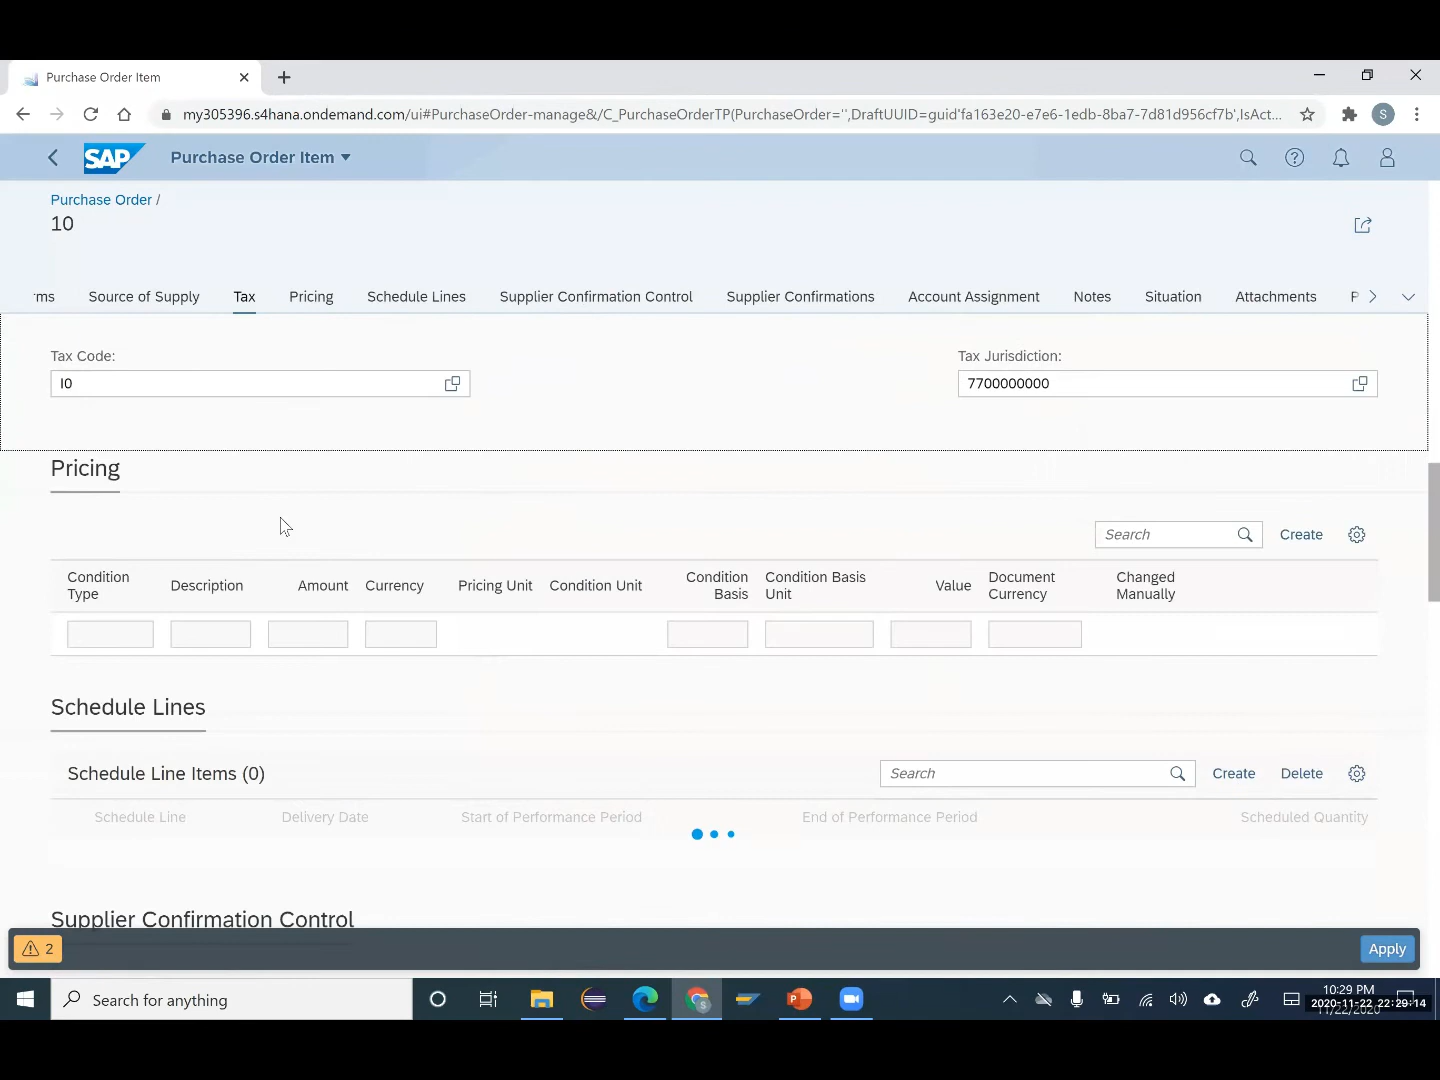 Purchase Order Item
my305396.s4hana.ondemand.com/ui#PurchaseOrder-manage&/C_PurchaseOrderTP(PurchaseOrder='',DraftUUID=guid'fa163e20-e7e6-1edb-8ba7-7d81d956cf7b',IsAct...
S
SAP Purchase Order Item
Purchase Order /
10
ms Source of Supply Tax Pricing Schedule Lines Supplier Confirmation Control Supplier Confirmations Account Assignment Notes Situation Attachments
Tax Code: Tax Jurisdiction:
I0 7700000000
Pricing
Search Create
Condition Type Description Amount Currency Pricing Unit Condition Unit Condition Basis Condition Basis Unit Value Document Currency Changed Manually
Schedule Lines
Schedule Line Items (0) Search Create Delete
Schedule Line Delivery Date Start of Performance Period End of Performance Period Scheduled Quantity
Supplier Confirmation Control
2 Apply
Search for anything
10:29 PM
2020-11-22 22:29:14
11/22/2020